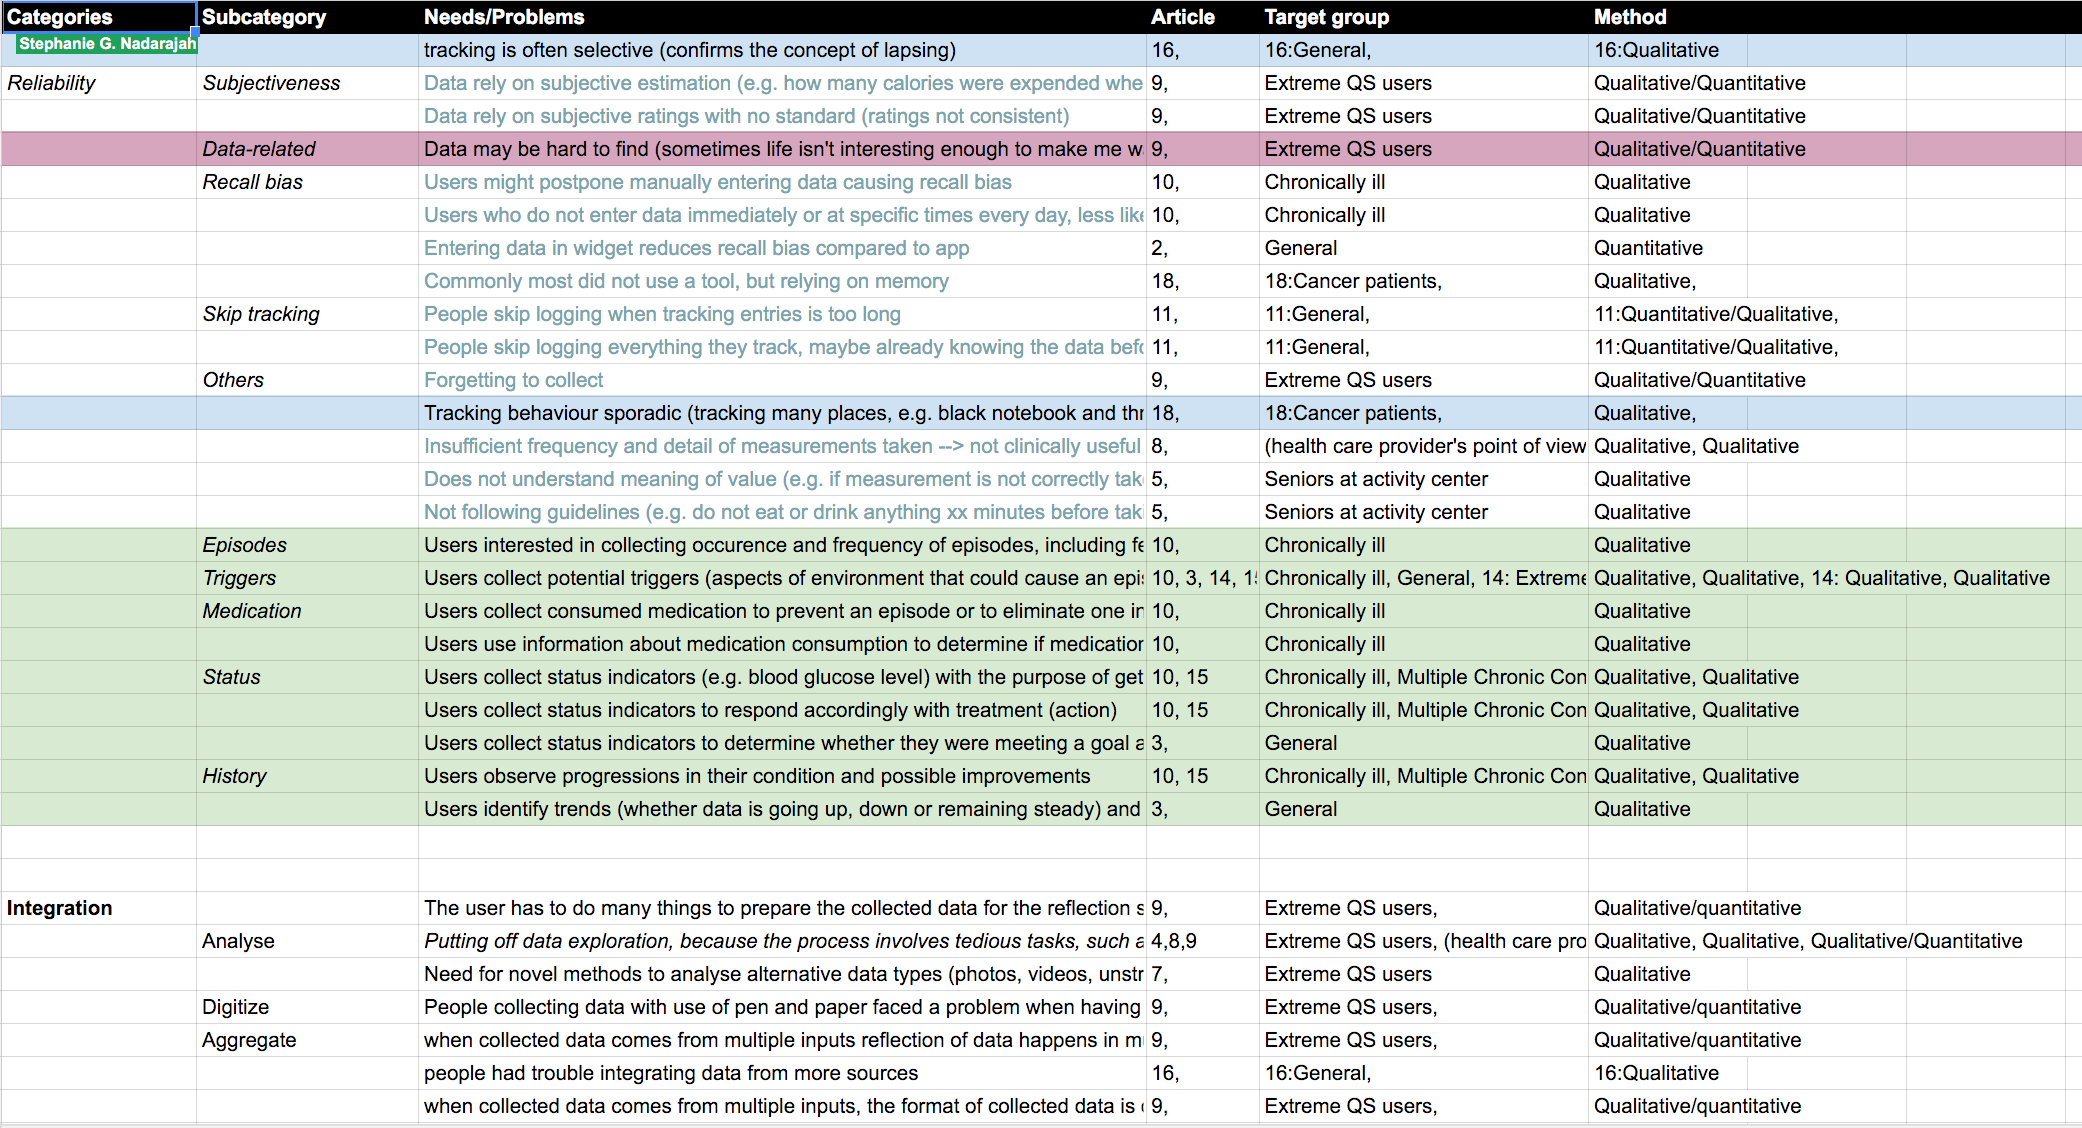 Categories Subcategory Needs/Problems Article Target group Method
Stephanie G. Nadarajah
tracking is often selective (confirms the concept of lapsing) 16, 16:General, 16:Qualitative
Reliability Subjectiveness Data rely on subjective estimation (e.g. how many calories were expended whe 9, Extreme QS users Qualitative/Quantitative
Data rely on subjective ratings with no standard (ratings not consistent) 9, Extreme QS users Qualitative/Quantitative
Data-related Data may be hard to find (sometimes life isn't interesting enough to make me w 9, Extreme QS users Qualitative/Quantitative
Recall bias Users might postpone manually entering data causing recall bias 10, Chronically ill Qualitative
Users who do not enter data immediately or at specific times every day, less like 10, Chronically ill Qualitative
Entering data in widget reduces recall bias compared to app 2, General Quantitative
Commonly most did not use a tool, but relying on memory 18, 18:Cancer patients, Qualitative,
Skip tracking People skip logging when tracking entries is too long 11, 11:General, 11:Quantitative/Qualitative,
People skip logging everything they track, maybe already knowing the data befo 11, 11:General, 11:Quantitative/Qualitative,
Others Forgetting to collect 9, Extreme QS users Qualitative/Quantitative
Tracking behaviour sporadic (tracking many places, e.g. black notebook and thr 18, 18:Cancer patients, Qualitative,
Insufficient frequency and detail of measurements taken --> not clinically useful 8, (health care provider's point of view Qualitative, Qualitative
Does not understand meaning of value (e.g. if measurement is not correctly tak 5, Seniors at activity center Qualitative
Not following guidelines (e.g. do not eat or drink anything xx minutes before taki 5, Seniors at activity center Qualitative
Episodes Users interested in collecting occurence and frequency of episodes, including fe 10, Chronically ill Qualitative
Triggers Users collect potential triggers (aspects of environment that could cause an epi 10, 3, 14, 15 Chronically ill, General, 14: Extreme Qualitative, Qualitative, 14: Qualitative, Qualitative
Medication Users collect consumed medication to prevent an episode or to eliminate one in 10, Chronically ill Qualitative
Users use information about medication consumption to determine if medication 10, Chronically ill Qualitative
Status Users collect status indicators (e.g. blood glucose level) with the purpose of get 10, 15 Chronically ill, Multiple Chronic Con Qualitative, Qualitative
Users collect status indicators to respond accordingly with treatment (action) 10, 15 Chronically ill, Multiple Chronic Con Qualitative, Qualitative
Users collect status indicators to determine whether they were meeting a goal a 3, General Qualitative
History Users observe progressions in their condition and possible improvements 10, 15 Chronically ill, Multiple Chronic Con Qualitative, Qualitative
Users identify trends (whether data is going up, down or remaining steady) and 3, General Qualitative
Integration The user has to do many things to prepare the collected data for the reflection s 9, Extreme QS users, Qualitative/quantitative
Analyse Putting off data exploration, because the process involves tedious tasks, such a 4,8,9 Extreme QS users, (health care pro Qualitative, Qualitative, Qualitative/Quantitative
Need for novel methods to analyse alternative data types (photos, videos, unstr 7, Extreme QS users Qualitative
Digitize People collecting data with use of pen and paper faced a problem when having 9, Extreme QS users, Qualitative/quantitative
Aggregate when collected data comes from multiple inputs reflection of data happens in m 9, Extreme QS users, Qualitative/quantitative
people had trouble integrating data from more sources 16, 16:General, 16:Qualitative
when collected data comes from multiple inputs, the format of collected data is 9, Extreme QS users, Qualitative/quantitative